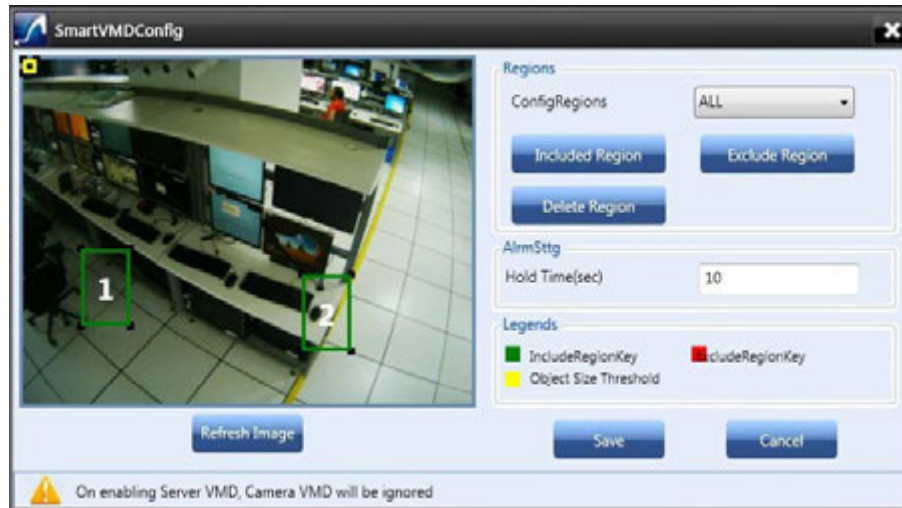 SmartVMDConfig
Regions
ConfigRegions
ALL
Included Region
Exclude Region
Delete Region
1
2
AlrmSttg
Hold Time(sec)
10
Legends
IncludeRegionKey
ExcludeRegionKey
Object Size Threshold
Refresh Image
Save
Cancel
On enabling Server VMD, Camera VMD will be ignored